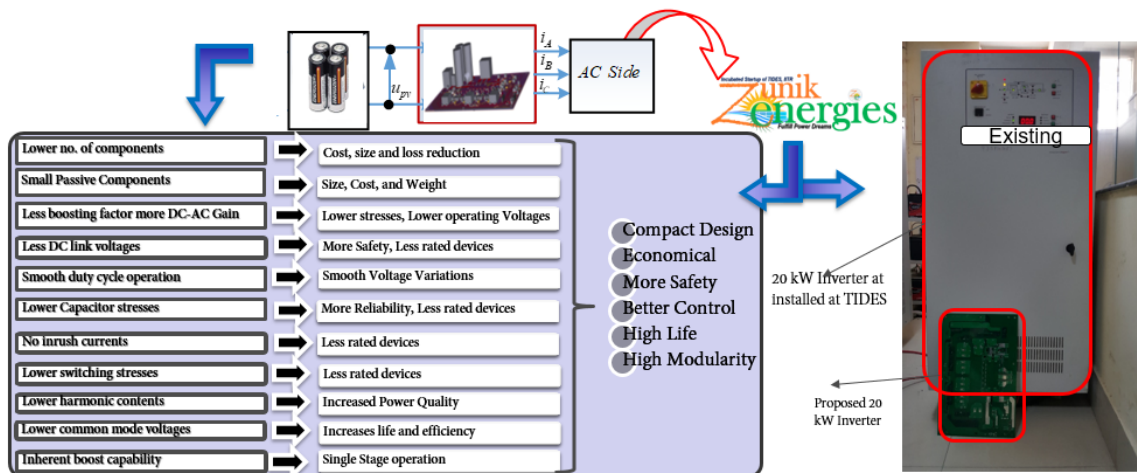 i_A
i_B
i_C
u_pv
AC Side
Incubated Startup of TIDES, IITR
Zunik
energies
Fulfill Power Dreams
Existing
Lower no. of components
Cost, size and loss reduction
Small Passive Components
Size, Cost, and Weight
Less boosting factor more DC-AC Gain
Lower stresses, Lower operating Voltages
Less DC link voltages
More Safety, Less rated devices
Smooth duty cycle operation
Smooth Voltage Variations
Lower Capacitor stresses
More Reliability, Less rated devices
No inrush currents
Less rated devices
Lower switching stresses
Less rated devices
Lower harmonic contents
Increased Power Quality
Lower common mode voltages
Increases life and efficiency
Inherent boost capability
Single Stage operation
Compact Design
Economical
More Safety
Better Control
High Life
High Modularity
20 kW Inverter at
installed at TIDES
Proposed 20
kW Inverter